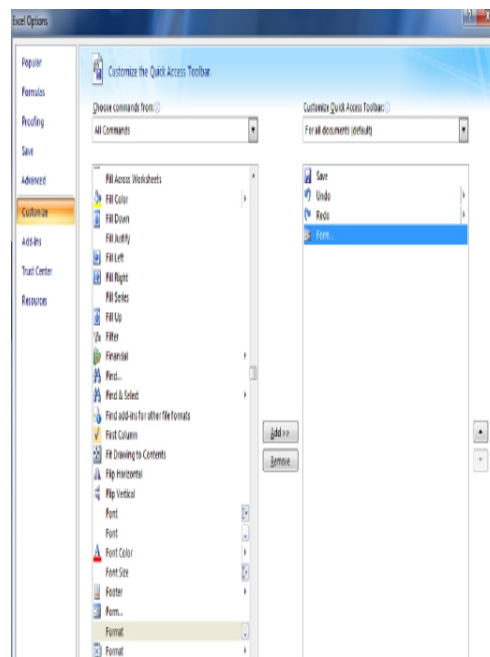 Excel Options
Popular
Formulas
Proofing
Save
Advanced
Customize
Add-Ins
Trust Center
Resources
Customize the Quick Access Toolbar.
Choose commands from:
All Commands
Fill Across Worksheets
Fill Color
Fill Down
Fill Justify
Fill Left
Fill Right
Fill Series
Fill Up
Filter
Financial
Find...
Find & Select
Find add-ins for other file formats
First Column
Fit Drawing to Contents
Flip Horizontal
Flip Vertical
Font
Font
Font Color
Font Size
Footer
Form...
Format
Format
Add >>
Remove
Customize Quick Access Toolbar:
For all documents (default)
Save
Undo
Redo
Form...